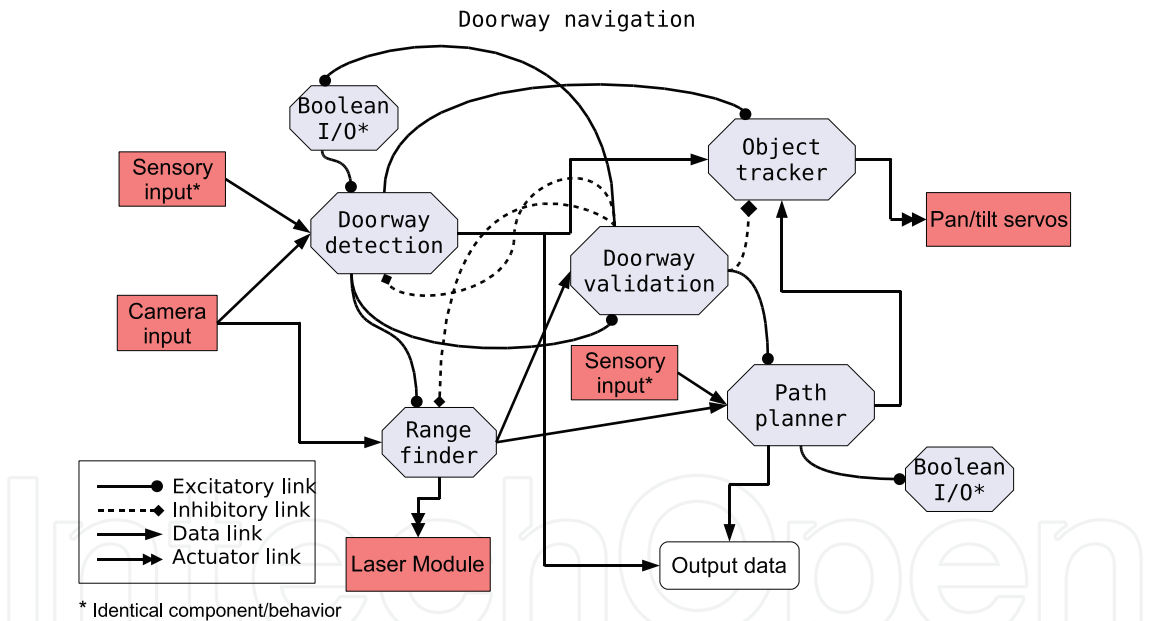 Doorway navigation
Boolean
I/O*
Sensory
input*
Object
tracker
Doorway
detection
Pan/tilt servos
Doorway
validation
Camera
input
Sensory
input*
Path
planner
Range
finder
Boolean
I/O*
Excitatory link
Inhibitory link
Data link
Actuator link
Laser Module
Output data
* Identical component/behavior
IntechOpen